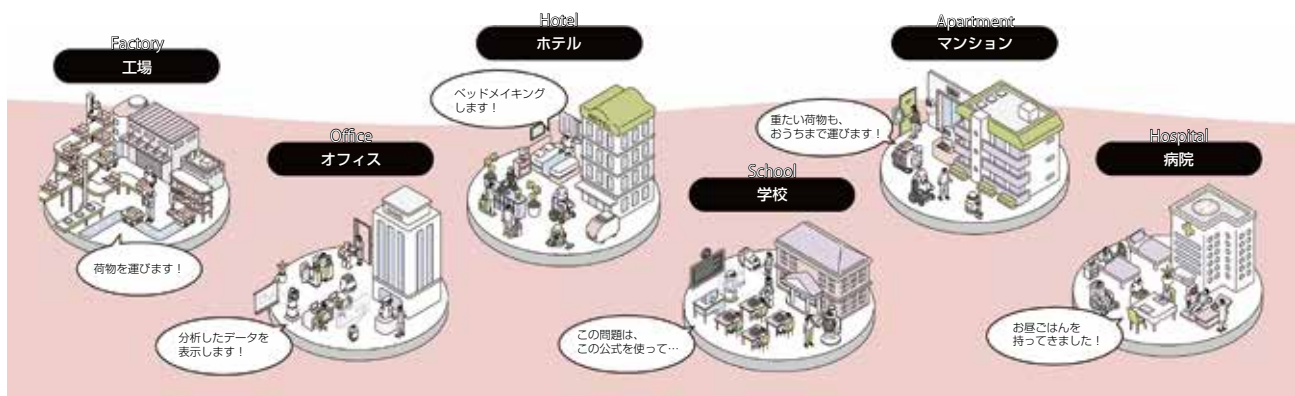 Factory
工場
荷物を運びます！
Office
オフィス
分析したデータを
表示します！
Hotel
ホテル
ベッドメイキング
します！
School
学校
この問題は、
この公式を使って…
Apartment
マンション
重たい荷物も、
おうちまで運びます！
Hospital
病院
お昼ごはんを
持ってきました！